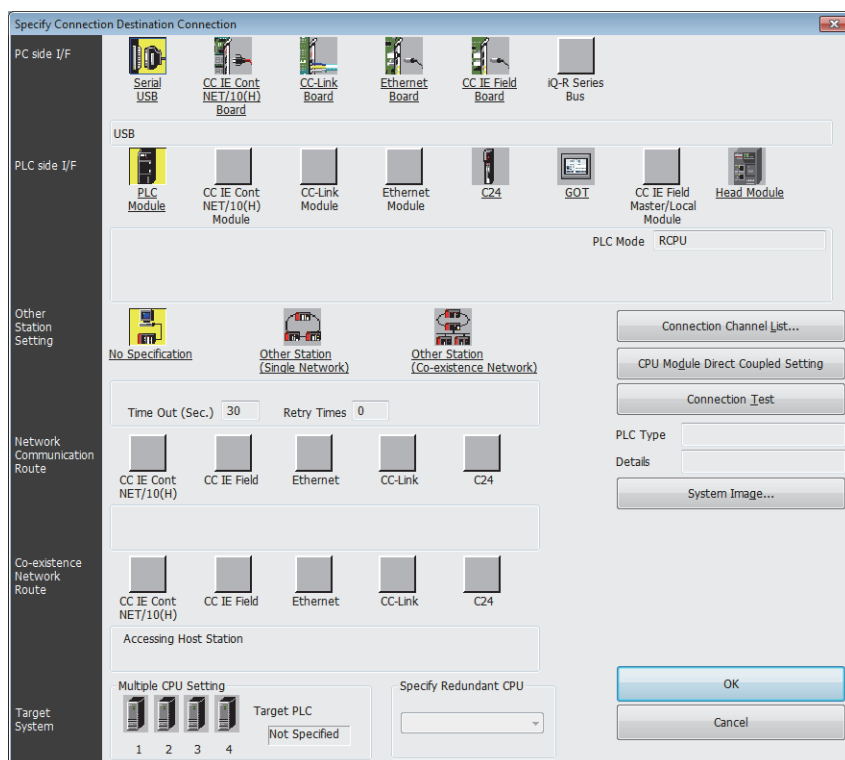 Specify Connection Destination Connection
PC side I/F
Serial
USB
CC IE Cont
NET/10(H)
Board
CC-Link
Board
Ethernet
Board
CC IE Field
Board
iQ-R Series
Bus
USB
PLC side I/F
PLC
Module
CC IE Cont
NET/10(H)
Module
CC-Link
Module
Ethernet
Module
C24
GOT
CC IE Field
Master/Local
Module
Head Module
PLC Mode RCPU
Other
Station
Setting
No Specification
Other Station
(Single Network)
Other Station
(Co-existence Network)
Time Out (Sec.) 30 Retry Times 0
Connection Channel List...
CPU Module Direct Coupled Setting
Connection Test
PLC Type
Details
System Image...
Network
Communication
Route
CC IE Cont
NET/10(H)
CC IE Field
Ethernet
CC-Link
C24
Co-existence
Network
Route
CC IE Cont
NET/10(H)
CC IE Field
Ethernet
CC-Link
C24
Accessing Host Station
Target
System
Multiple CPU Setting
1 2 3 4
Target PLC
Not Specified
Specify Redundant CPU
OK
Cancel